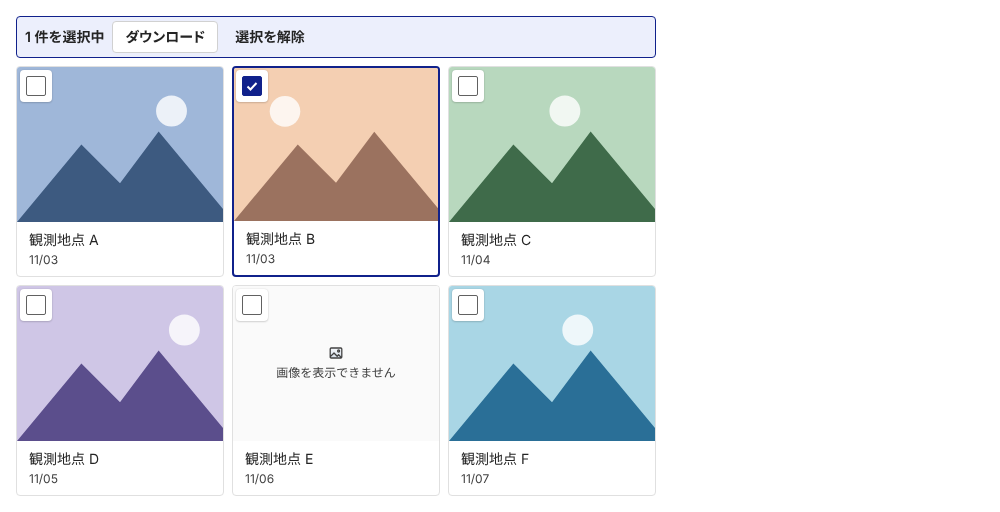 1 件を選択中 ダウンロード 選択を解除
観測地点 A
11/03
観測地点 B
11/03
観測地点 C
11/04
観測地点 D
11/05
画像を表示できません
観測地点 E
11/06
観測地点 F
11/07